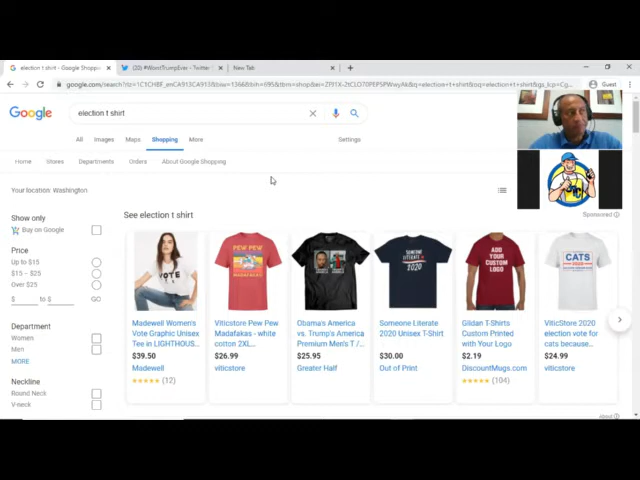 election t shirt - Google Shoppin
(20) #WontTrumpEver - Twitter
New Tab
Guest
Google
election t shirt
All
Images
Maps
Shopping
More
Settings
Home
Stores
Departments
Orders
About Google Shopping
Your location: Washington
Sponsored
See election t shirt
Show only
Buy on Google
Price
Up to $15
$15 – $25
Over $25
$
to $
GO
Department
Women
Men
MORE
Neckline
Round Neck
V-neck
VOTE
Madewell Women's
Vote Graphic Unisex
Tee in LIGHTHOUS...
$39.50
Madewell
(12)
PEW PEW
Viticstore Pew Pew
Madafakas - white
cotton 2XL...
$26.99
viticstore
Obama's America
vs. Trump's America
Premium Men's T /...
$25.95
Greater Half
SOMEONE
LITERATE
2020
Someone Literate
2020 Unisex T-Shirt
$30.00
Out of Print
ADD
YOUR
CUSTOM
LOGO
Gildan T-Shirts
Custom Printed
with Your Logo
$2.19
DiscountMugs.com
(104)
CATS
2020
ViticStore 2020
election vote for
cats because...
$24.99
viticstore